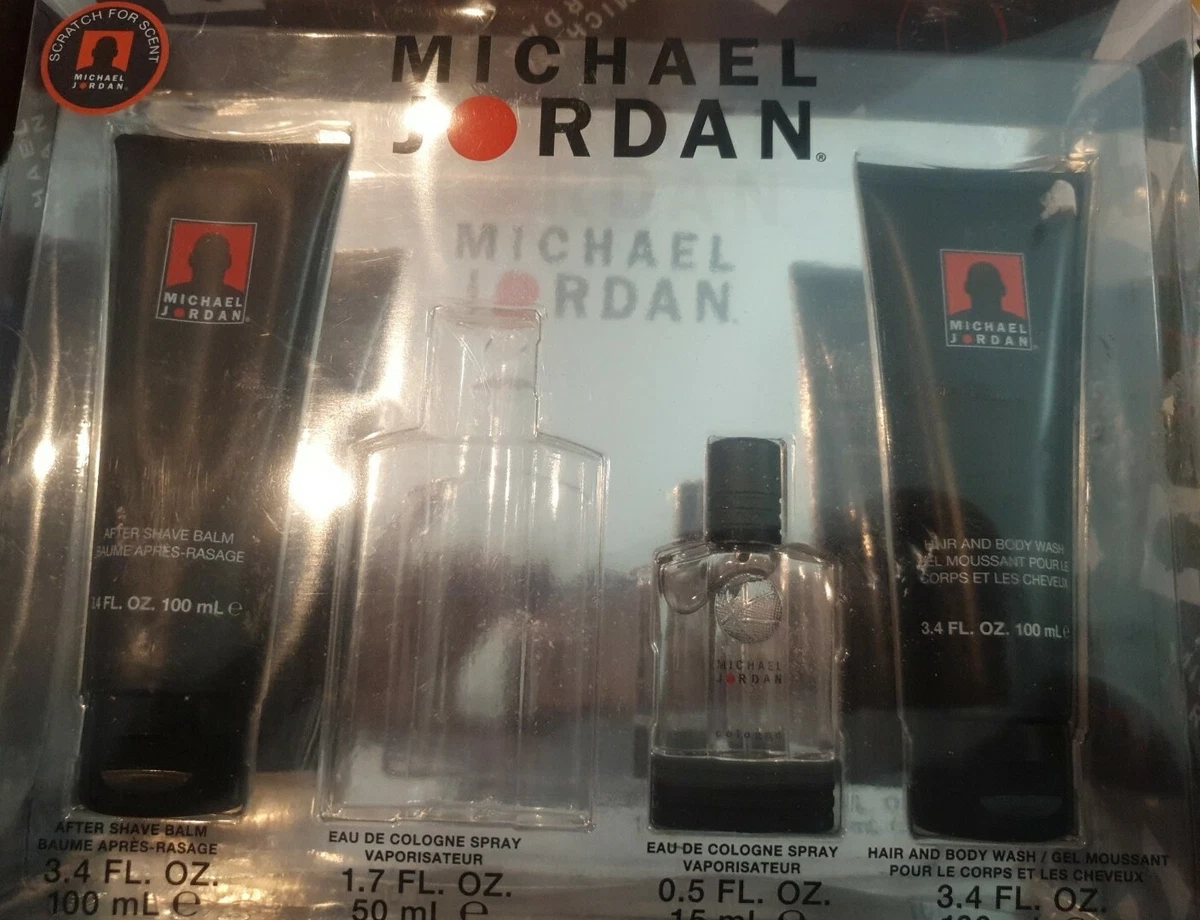 SCRATCH FOR SCENT
MICHAEL
JORDAN
MICHAEL
JORDAN®
MICHAEL
JORDAN
MICHAEL
JORDAN
AFTER SHAVE BALM
BAUME APRÈS-RASAGE
FL. OZ. 100 mL ℮
MICHAEL
JORDAN
cologne
MICHAEL
JORDAN
HAIR AND BODY WASH
GEL MOUSSANT POUR LE
CORPS ET LES CHEVEUX
3.4 FL. OZ. 100 mL ℮
AFTER SHAVE BALM
BAUME APRÈS-RASAGE
3.4 FL. OZ.
100 mL ℮
EAU DE COLOGNE SPRAY
VAPORISATEUR
1.7 FL. OZ.
50 mL ℮
EAU DE COLOGNE SPRAY
VAPORISATEUR
0.5 FL. OZ.
15 mL ℮
HAIR AND BODY WASH / GEL MOUSSANT
POUR LE CORPS ET LES CHEVEUX
3.4 FL. OZ.